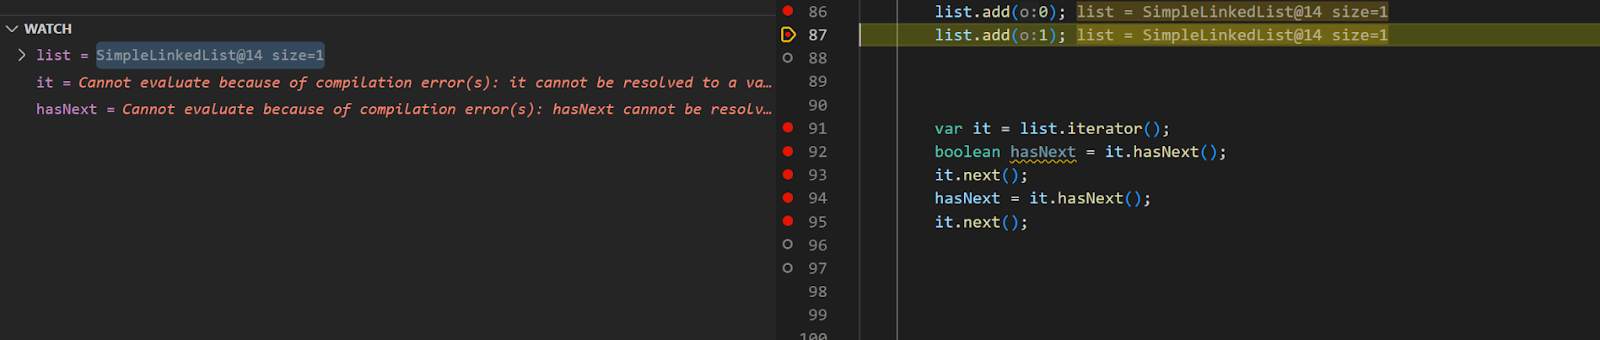 WATCH
list = SimpleLinkedList@14 size=1
it = Cannot evaluate because of compilation error(s): it cannot be resolved to a va…
hasNext = Cannot evaluate because of compilation error(s): hasNext cannot be resolv…
86 list.add(o:0); list = SimpleLinkedList@14 size=1
87 list.add(o:1); list = SimpleLinkedList@14 size=1
88
89
90
91 var it = list.iterator();
92 boolean hasNext = it.hasNext();
93 it.next();
94 hasNext = it.hasNext();
95 it.next();
96
97
98
99
100